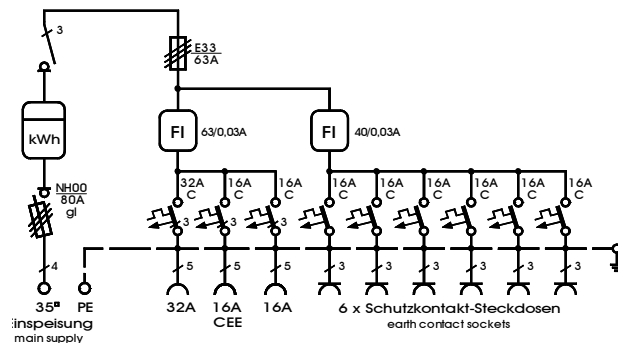 3
E33
63A
kWh
FI
63/0,03A
FI
40/0,03A
NH00
80A
gl
32A
C
16A
C
16A
C
16A
C
16A
C
16A
C
16A
C
16A
C
16A
C
3
3
3
4
5
5
5
3
3
3
3
3
3
35▫
PE
32A
16A
16A
6 x Schutzkontakt-Steckdosen
Einspeisung
CEE
earth contact sockets
main supply